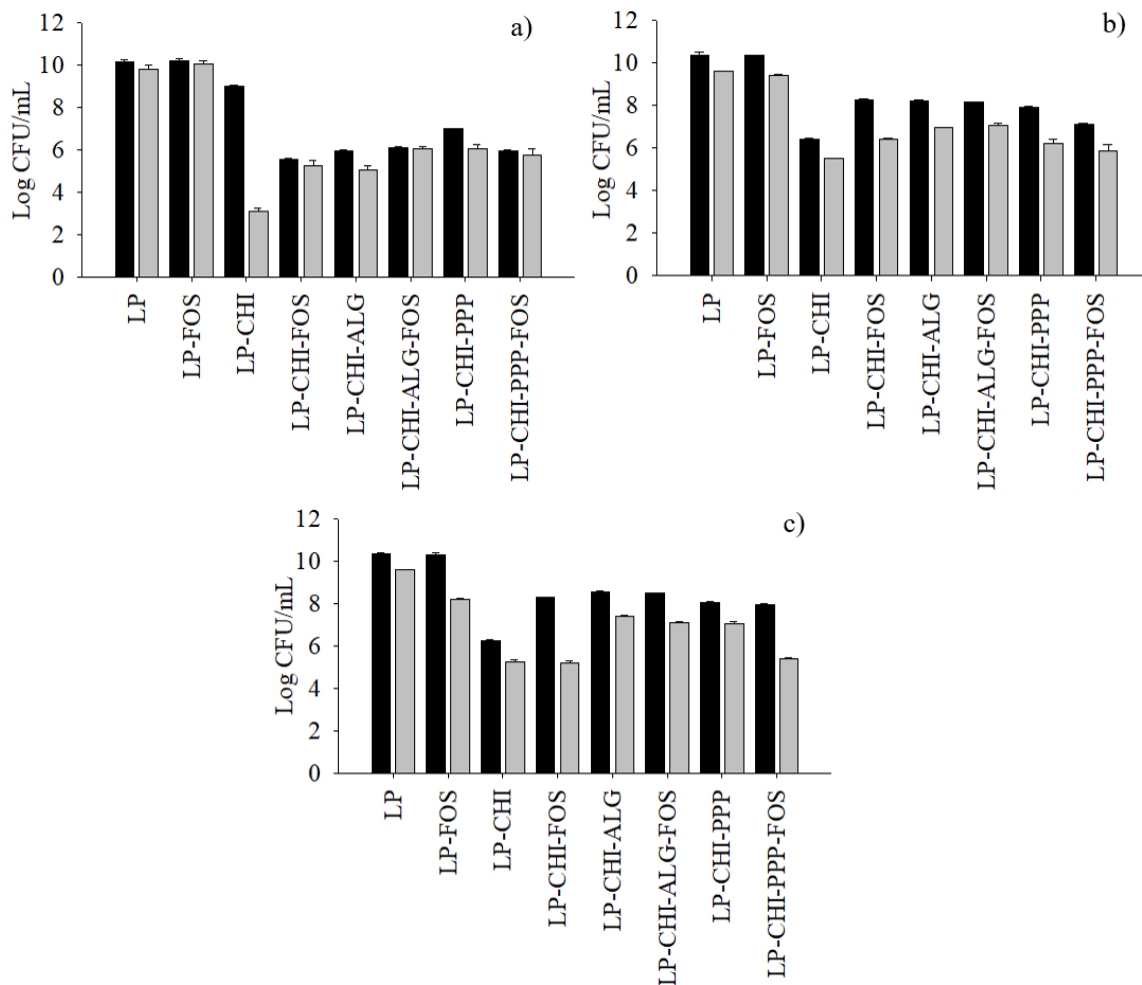 a)
Log CFU/mL
12
10
8
6
4
2
0
LP
LP-FOS
LP-CHI
LP-CHI-FOS
LP-CHI-ALG
LP-CHI-ALG-FOS
LP-CHI-PPP
LP-CHI-PPP-FOS
b)
Log CFU/mL
12
10
8
6
4
2
0
LP
LP-FOS
LP-CHI
LP-CHI-FOS
LP-CHI-ALG
LP-CHI-ALG-FOS
LP-CHI-PPP
LP-CHI-PPP-FOS
c)
Log CFU/mL
12
10
8
6
4
2
0
LP
LP-FOS
LP-CHI
LP-CHI-FOS
LP-CHI-ALG
LP-CHI-ALG-FOS
LP-CHI-PPP
LP-CHI-PPP-FOS